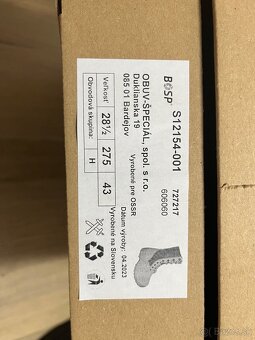 BOSP S12154-001
727217
606060
OBUV-ŠPECIÁL, spol. s r.o.
Duklianska 19
085 01 Bardejov
Vyrobené pre OSSR
Veľkosť 28½ 275 43
Obvodová skupina: H
Dátum výroby: 04.2023
Vyrobené na
Slovensku